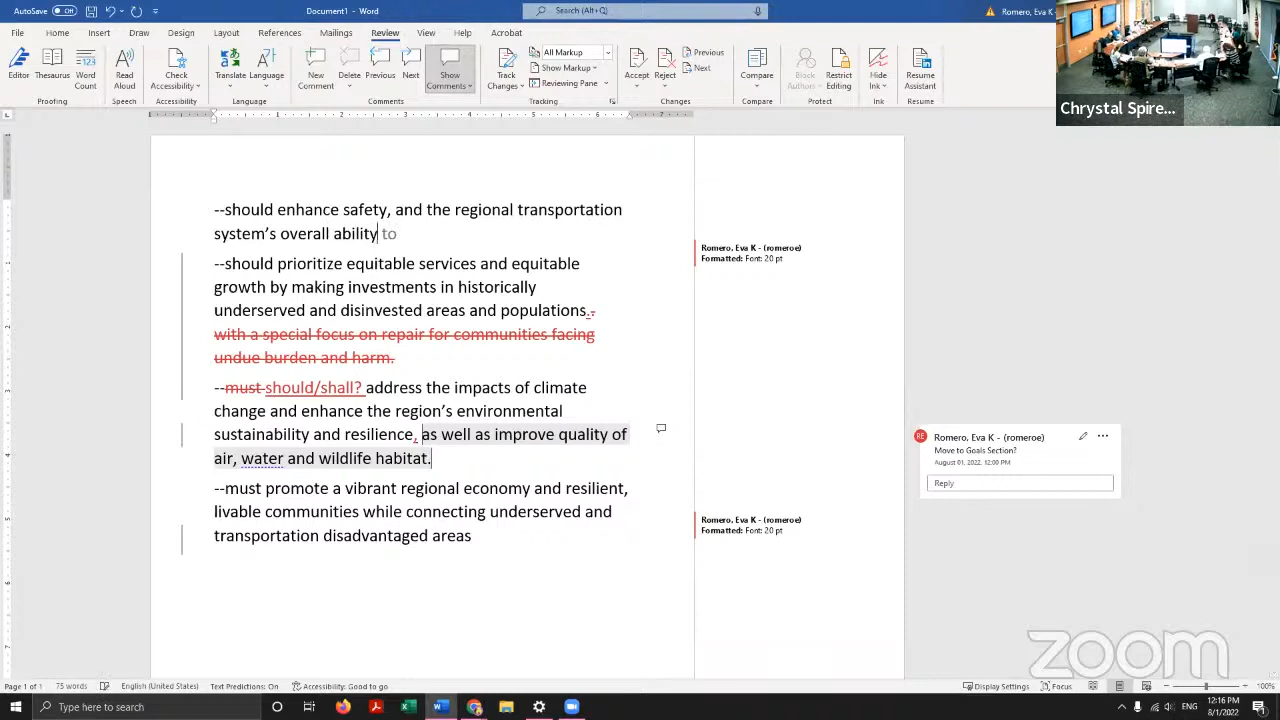 AutoSave Off
Search (Alt+Q)
Romero, Eva K
File Home Insert Draw Design Layout References Mailings Review View Help Acrobat
Editor Thesaurus Word Count Read Aloud Check Accessibility Translate Language New Comment Delete Previous Next Show Comments Track Changes All Markup Show Markup Reviewing Pane Accept Reject Previous Next Compare Block Authors Restrict Editing Hide Ink Resume Assistant
Proofing Speech Accessibility Language Comments Tracking Changes Compare Protect Ink Resume
Chrystal Spire...
--should enhance safety, and the regional transportation
system's overall ability to
--should prioritize equitable services and equitable
growth by making investments in historically
underserved and disinvested areas and populations.
with a special focus on repair for communities facing
undue burden and harm.
--must should/shall? address the impacts of climate
change and enhance the region's environmental
sustainability and resilience, as well as improve quality of
air, water and wildlife habitat.
--must promote a vibrant regional economy and resilient,
livable communities while connecting underserved and
transportation disadvantaged areas
Romero, Eva K - (romeroe)
Formatted: Font: 20 pt
RE Romero, Eva K - (romeroe)
Move to Goals Section?
August 01, 2022, 12:00 PM
Reply
Romero, Eva K - (romeroe)
Formatted: Font: 20 pt
zoom
Page 1 of 1 75 words English (United States) Text Predictions: On Accessibility: Good to go Display Settings Focus 100%
Type here to search
12:16 PM
8/1/2022